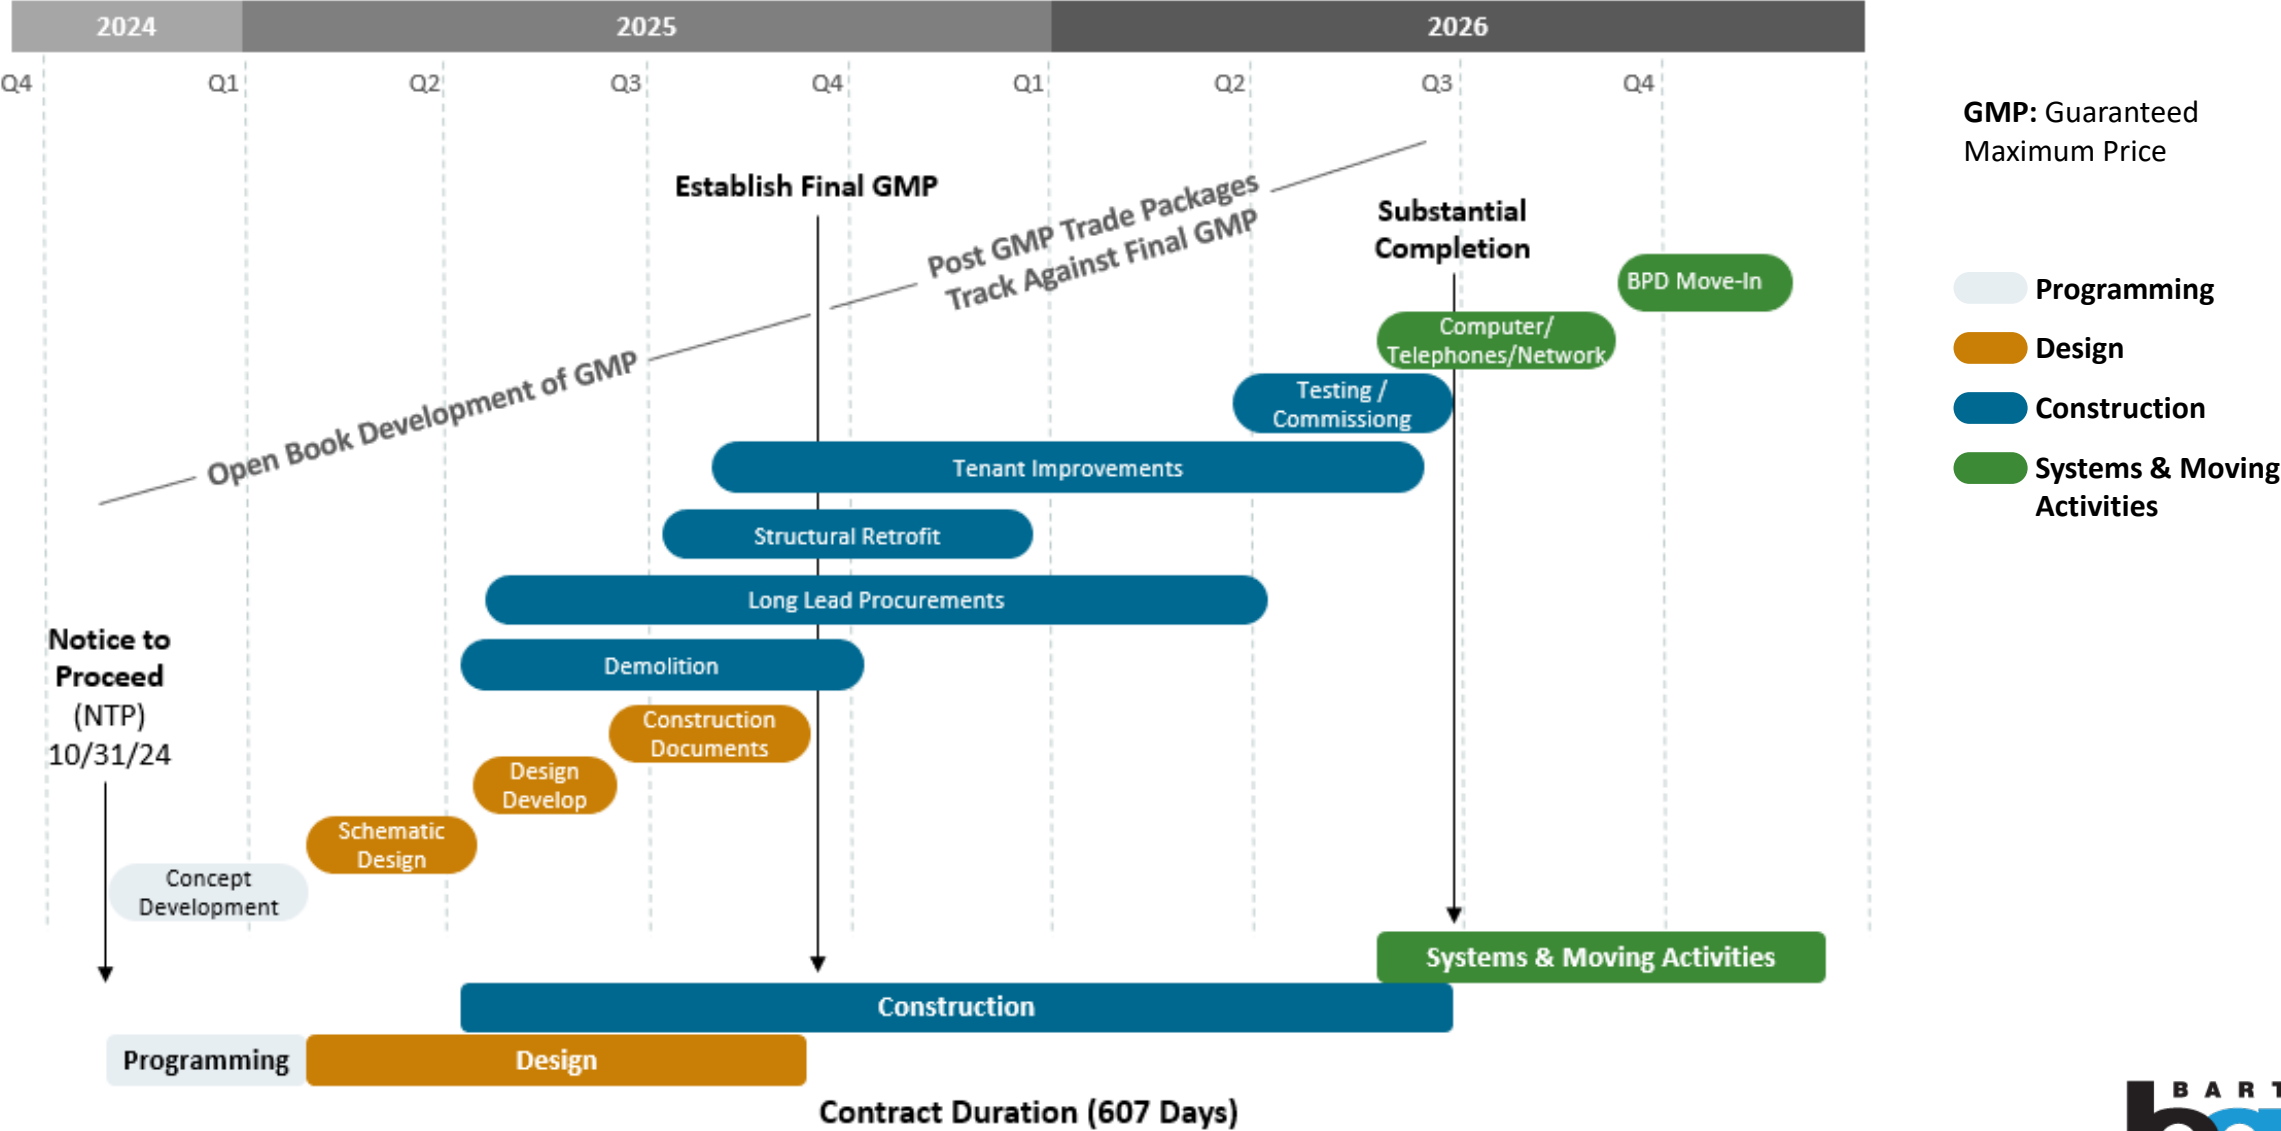 2024
2025
2026
Q4
Q1
Q2
Q3
Q4
Q1
Q2
Q3
Q4
GMP: Guaranteed
Maximum Price
Establish Final GMP
Post GMP Trade Packages
Track Against Final GMP
Substantial
Completion
BPD Move-In
Programming
Computer/
Telephones/Network
Design
Open Book Development of GMP
Testing /
Commissiong
Construction
Tenant Improvements
Systems & Moving
Activities
Structural Retrofit
Long Lead Procurements
Notice to
Proceed
(NTP)
10/31/24
Demolition
Construction
Documents
Design
Develop
Schematic
Design
Concept
Development
Systems & Moving Activities
Construction
Programming
Design
Contract Duration (607 Days)
BART